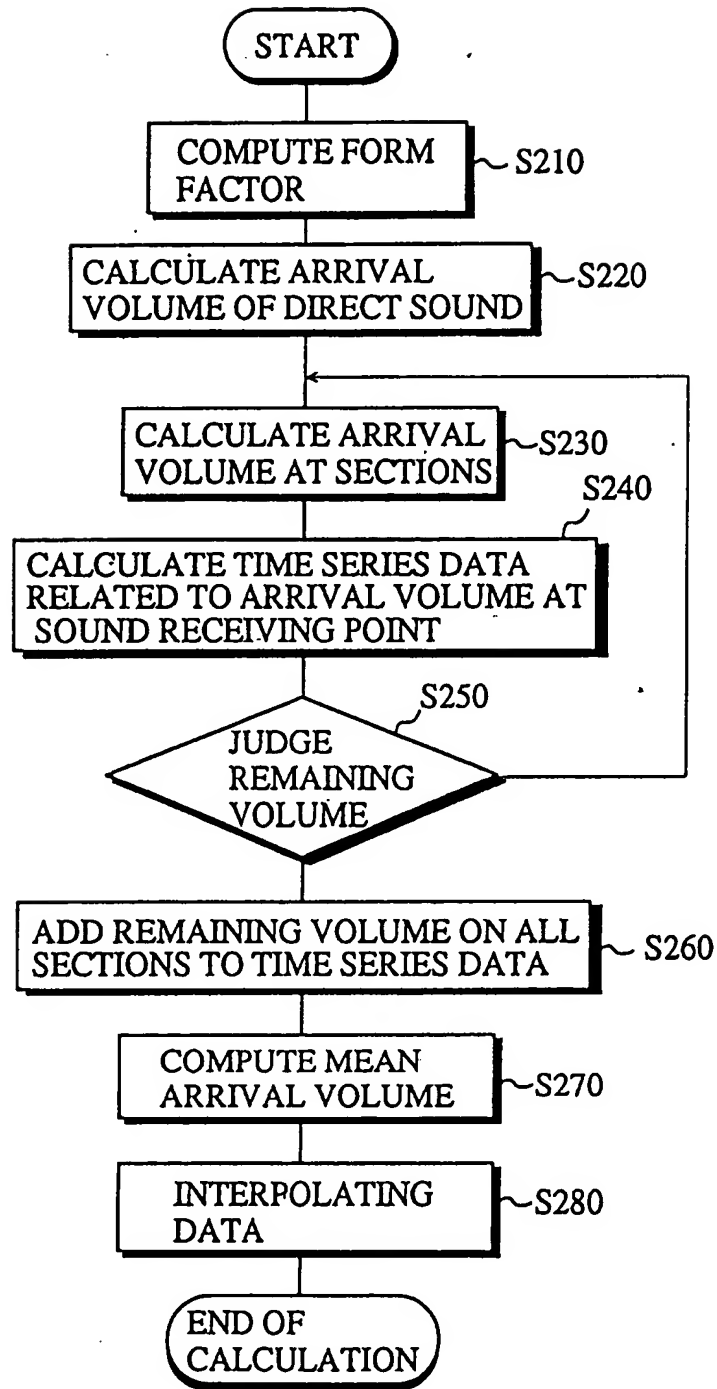 START
COMPUTE FORM
FACTOR
S210
CALCULATE ARRIVAL
VOLUME OF DIRECT SOUND
S220
CALCULATE ARRIVAL
VOLUME AT SECTIONS
S230
S240
CALCULATE TIME SERIES DATA
RELATED TO ARRIVAL VOLUME AT
SOUND RECEIVING POINT
S250
JUDGE
REMAINING
VOLUME
ADD REMAINING VOLUME ON ALL
SECTIONS TO TIME SERIES DATA
S260
COMPUTE MEAN
ARRIVAL VOLUME
S270
INTERPOLATING
DATA
S280
END OF
CALCULATION